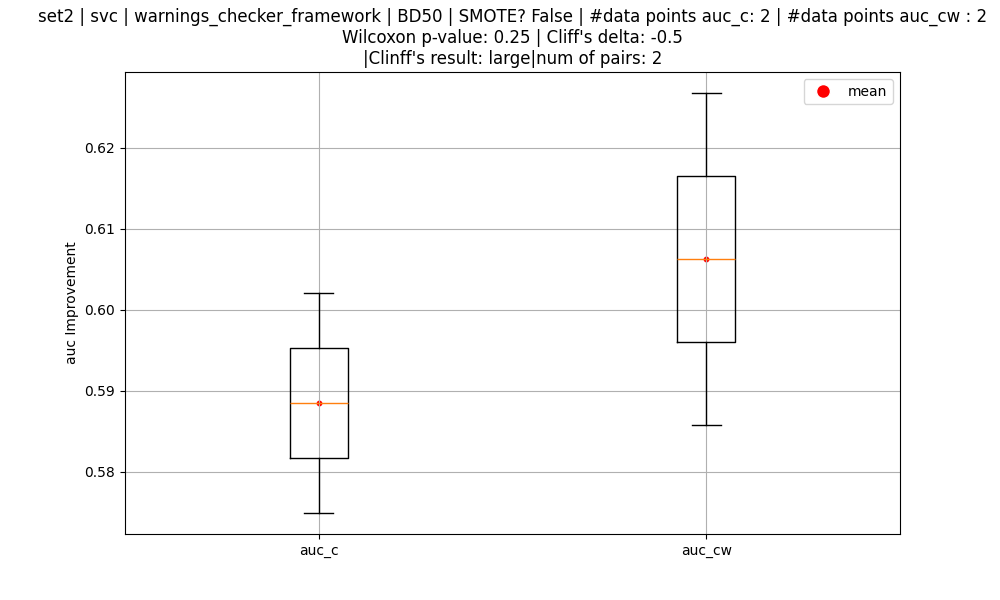 set2 | svc | warnings_checker_framework | BD50 | SMOTE? False | #data points auc_c: 2 | #data points auc_cw : 2
Wilcoxon p-value: 0.25 | Cliff's delta: -0.5
|Clinff's result: large|num of pairs: 2
mean
auc Improvement
0.62
0.61
0.60
0.59
0.58
auc_c
auc_cw